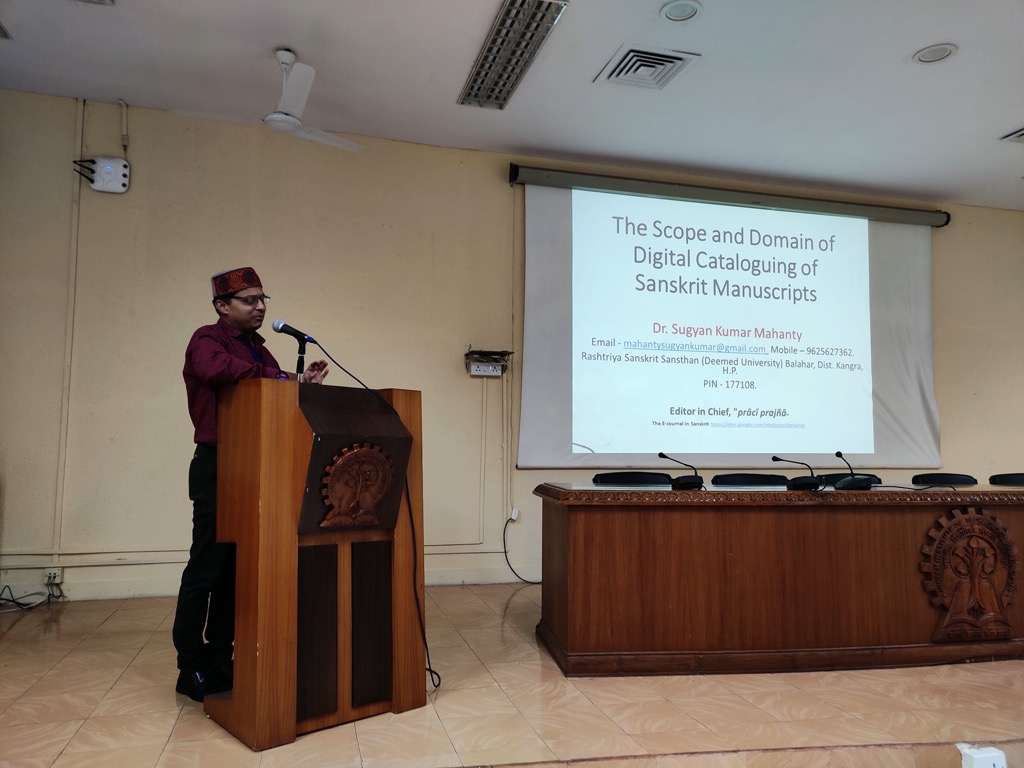 The Scope and Domain of
Digital Cataloguing of
Sanskrit Manuscripts
Dr. Sugyan Kumar Mahanty
Email - mahantysugyankumar@gmail.com Mobile – 9625627362.
Rashtriya Sanskrit Sansthan (Deemed University) Balahar, Dist. Kangra,
H.P.
PIN - 177108.
Editor in Chief, "prācī prajñā-
The E-Journal in Sanskrit